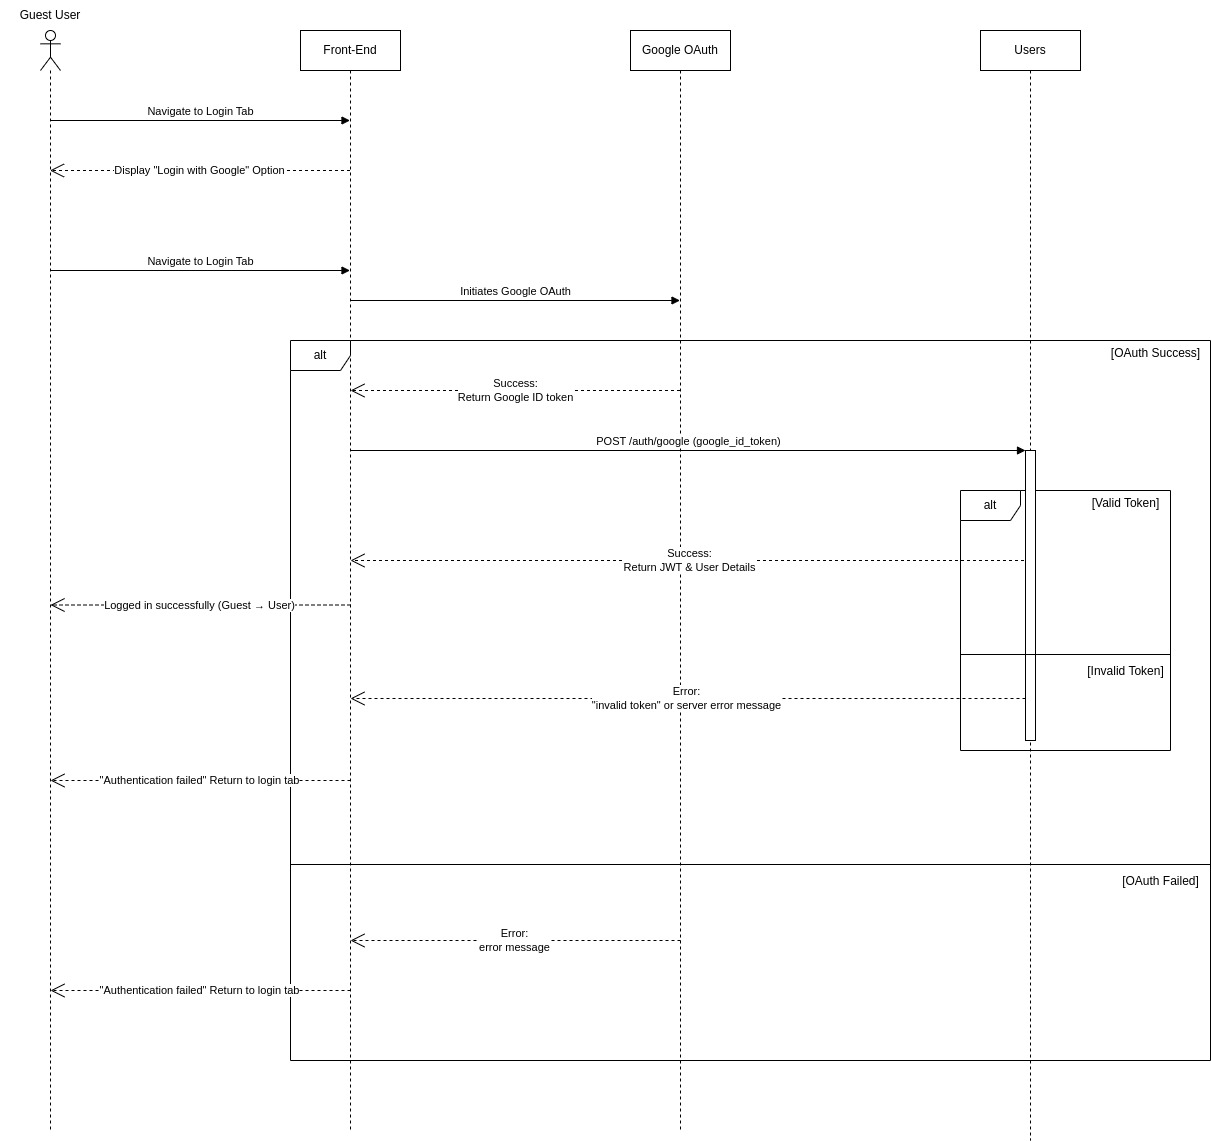 Guest User
Front-End
Google OAuth
Users
Navigate to Login Tab
Display "Login with Google" Option
Navigate to Login Tab
Initiates Google OAuth
alt
[OAuth Success]
Success:
Return Google ID token
POST /auth/google (google_id_token)
alt
[Valid Token]
Success:
Return JWT & User Details
Logged in successfully (Guest → User)
[Invalid Token]
Error:
"invalid token" or server error message
"Authentication failed" Return to login tab
[OAuth Failed]
Error:
error message
"Authentication failed" Return to login tab